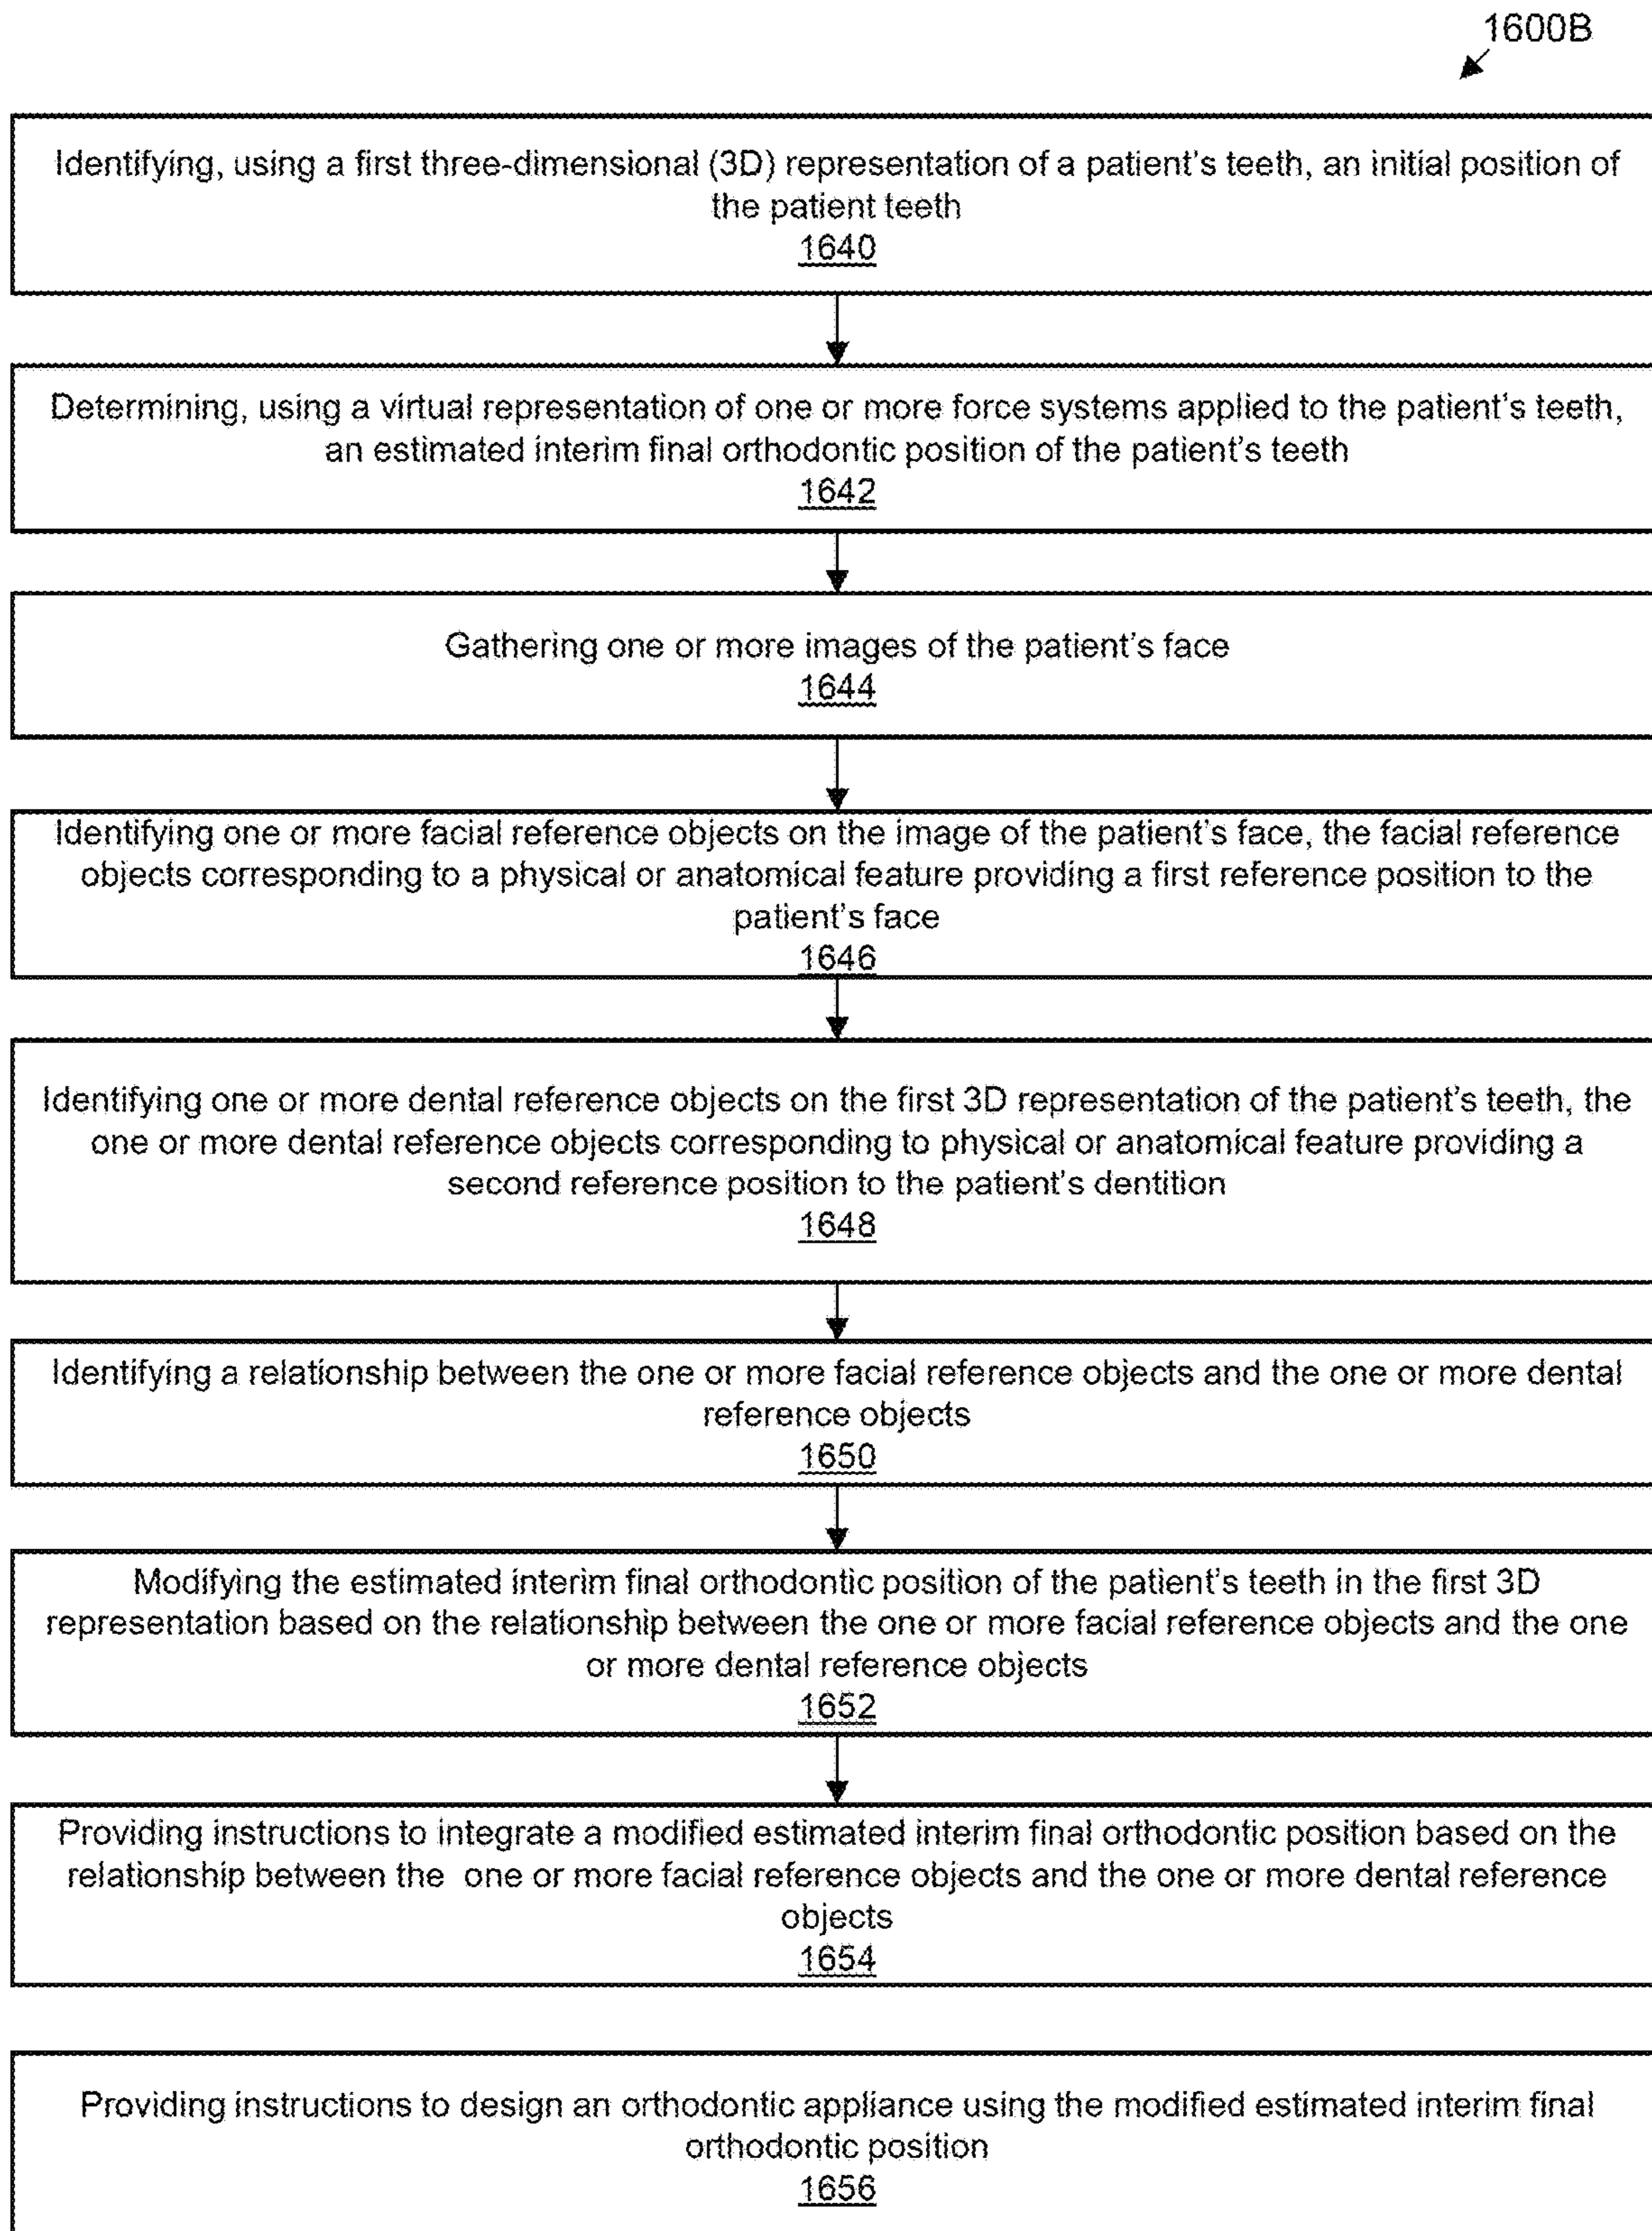 1600B
Identifying, using a first three-dimensional (3D) representation of a patient's teeth, an initial position of
the patient teeth
1640
Determining, using a virtual representation of one or more force systems applied to the patient's teeth,
an estimated interim final orthodontic position of the patient's teeth
1642
Gathering one or more images of the patient's face
1644
Identifying one or more facial reference objects on the image of the patient's face, the facial reference
objects corresponding to a physical or anatomical feature providing a first reference position to the
patient's face
1646
Identifying one or more dental reference objects on the first 3D representation of the patient's teeth, the
one or more dental reference objects corresponding to physical or anatomical feature providing a
second reference position to the patient's dentition
1648
Identifying a relationship between the one or more facial reference objects and the one or more dental
reference objects
1650
Modifying the estimated interim final orthodontic position of the patient's teeth in the first 3D
representation based on the relationship between the one or more facial reference objects and the one
or more dental reference objects
1652
Providing instructions to integrate a modified estimated interim final orthodontic position based on the
relationship between the one or more facial reference objects and the one or more dental reference
objects
1654
Providing instructions to design an orthodontic appliance using the modified estimated interim final
orthodontic position
1656